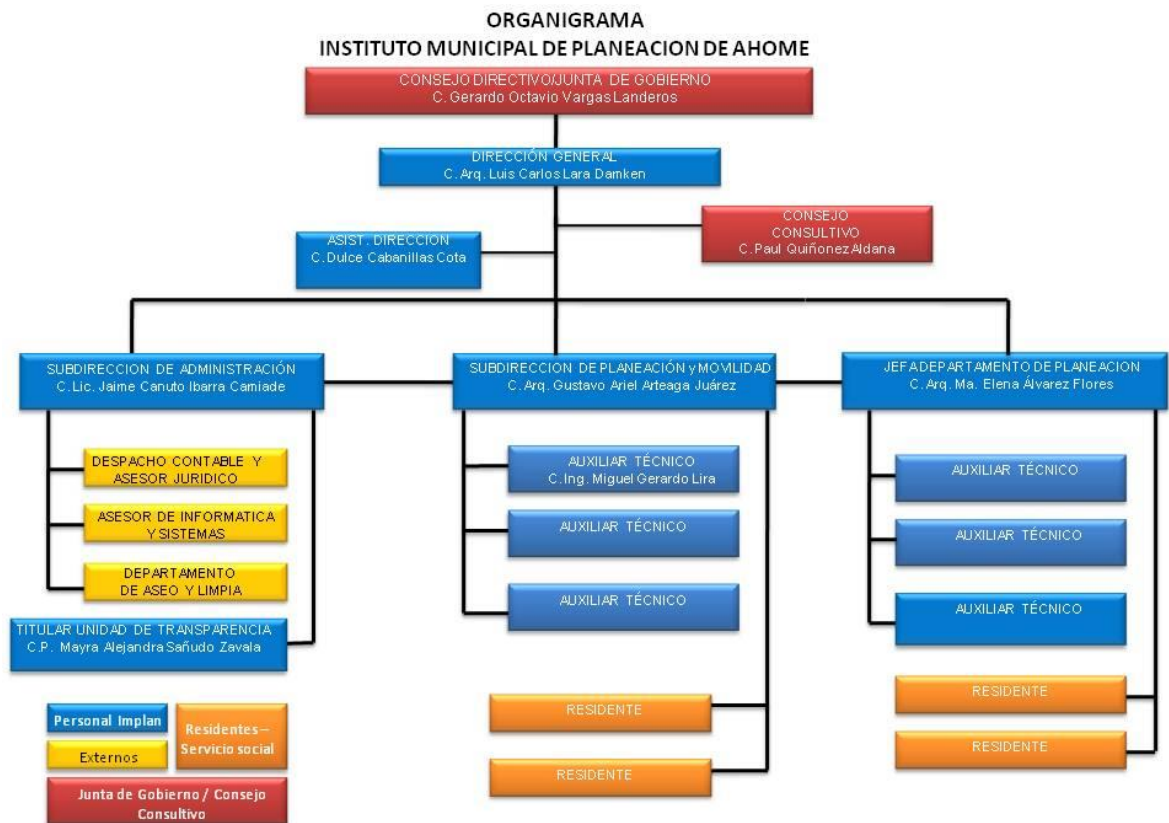 ORGANIGRAMA
INSTITUTO MUNICIPAL DE PLANEACION DE AHOME
CONSEJO DIRECTIVO/JUNTA DE GOBIERNO
C. Gerardo Octavio Vargas Landeros
DIRECCIÓN GENERAL
C. Arq. Luis Carlos Lara Damken
CONSEJO
CONSULTIVO
C. Paul Quiñonez Aldana
ASIST. DIRECCION
C. Dulce Cabanillas Cota
SUBDIRECCION DE ADMINISTRACIÓN
C. Lic. Jaime Canuto Ibarra Camiade
SUBDIRECCION DE PLANEACIÓN y MOVILIDAD
C. Arq. Gustavo Ariel Arteaga Juárez
JEFA DEPARTAMENTO DE PLANEACION
C. Arq. Ma. Elena Álvarez Flores
DESPACHO CONTABLE Y
ASESOR JURIDICO
ASESOR DE INFORMATICA
Y SISTEMAS
DEPARTAMENTO
DE ASEO Y LIMPIA
TITULAR UNIDAD DE TRANSPARENCIA
C.P. Mayra Alejandra Sañudo Zavala
AUXILIAR TÉCNICO
C. Ing. Miguel Gerardo Lira
AUXILIAR TÉCNICO
AUXILIAR TÉCNICO
RESIDENTE
RESIDENTE
AUXILIAR TÉCNICO
AUXILIAR TÉCNICO
AUXILIAR TÉCNICO
RESIDENTE
RESIDENTE
Personal Implan
Externos
Residentes –
Servicio social
Junta de Gobierno / Consejo
Consultivo